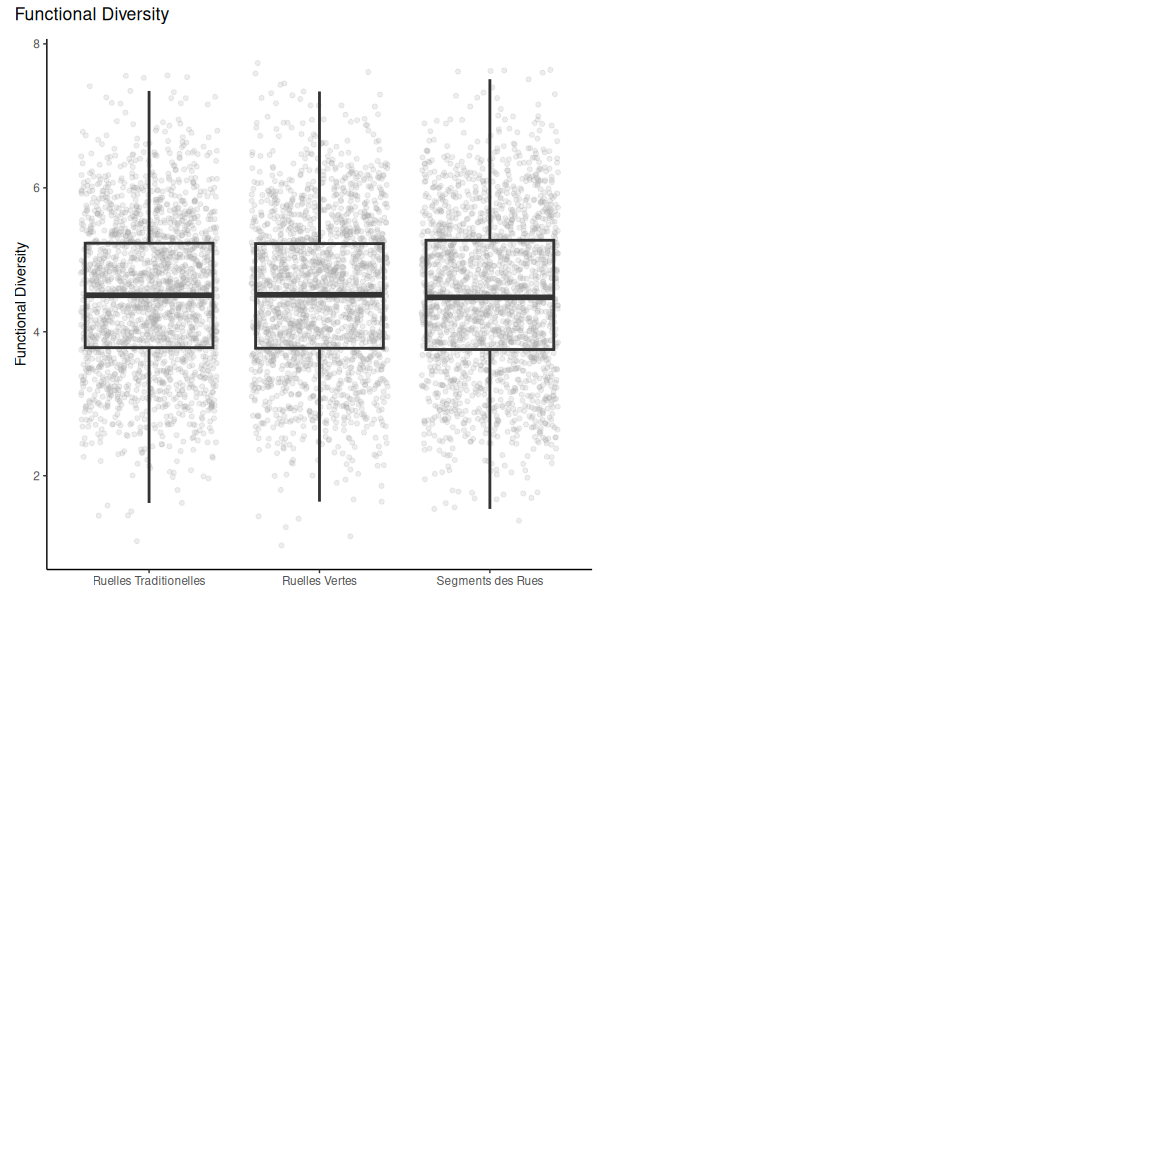 Functional Diversity
8
6
4
2
Functional Diversity
Ruelles Traditionelles
Ruelles Vertes
Segments des Rues